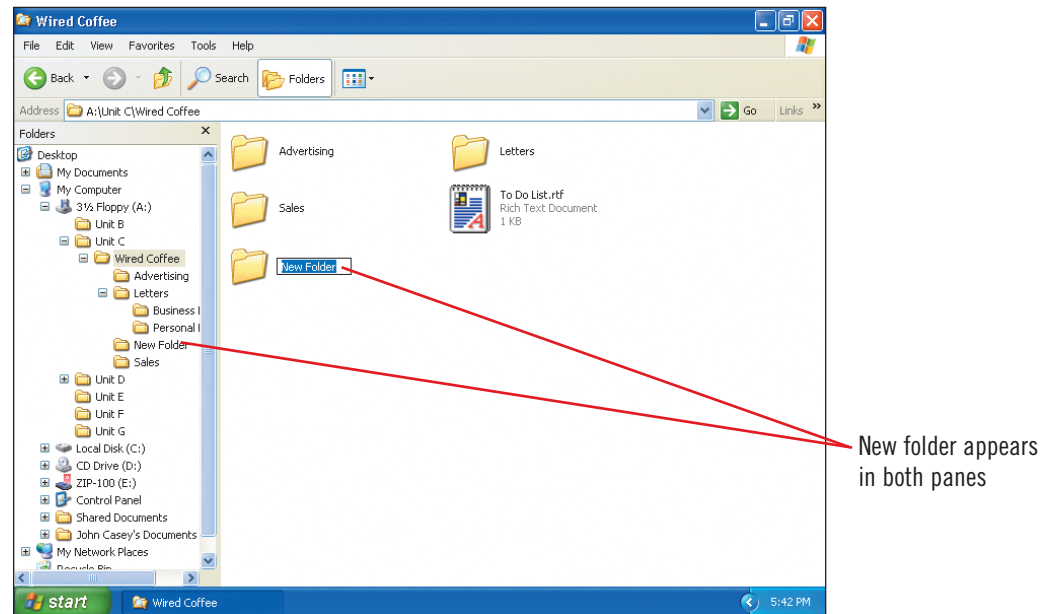 Wired Coffee
File Edit View Favorites Tools Help
Back Search Folders
Address A:\Unit C\Wired Coffee Go Links »
Folders x
Desktop
My Documents
My Computer
3½ Floppy (A:)
Unit B
Unit C
Wired Coffee
Advertising
Letters
Business l
Personal l
New Folder
Sales
Unit D
Unit E
Unit F
Unit G
Local Disk (C:)
CD Drive (D:)
ZIP-100 (E:)
Control Panel
Shared Documents
John Casey's Documents
My Network Places
Recycle Bin
Advertising Letters
Sales To Do List.rtf
Rich Text Document
1 KB
New Folder
New folder appears
in both panes
start Wired Coffee 5:42 PM